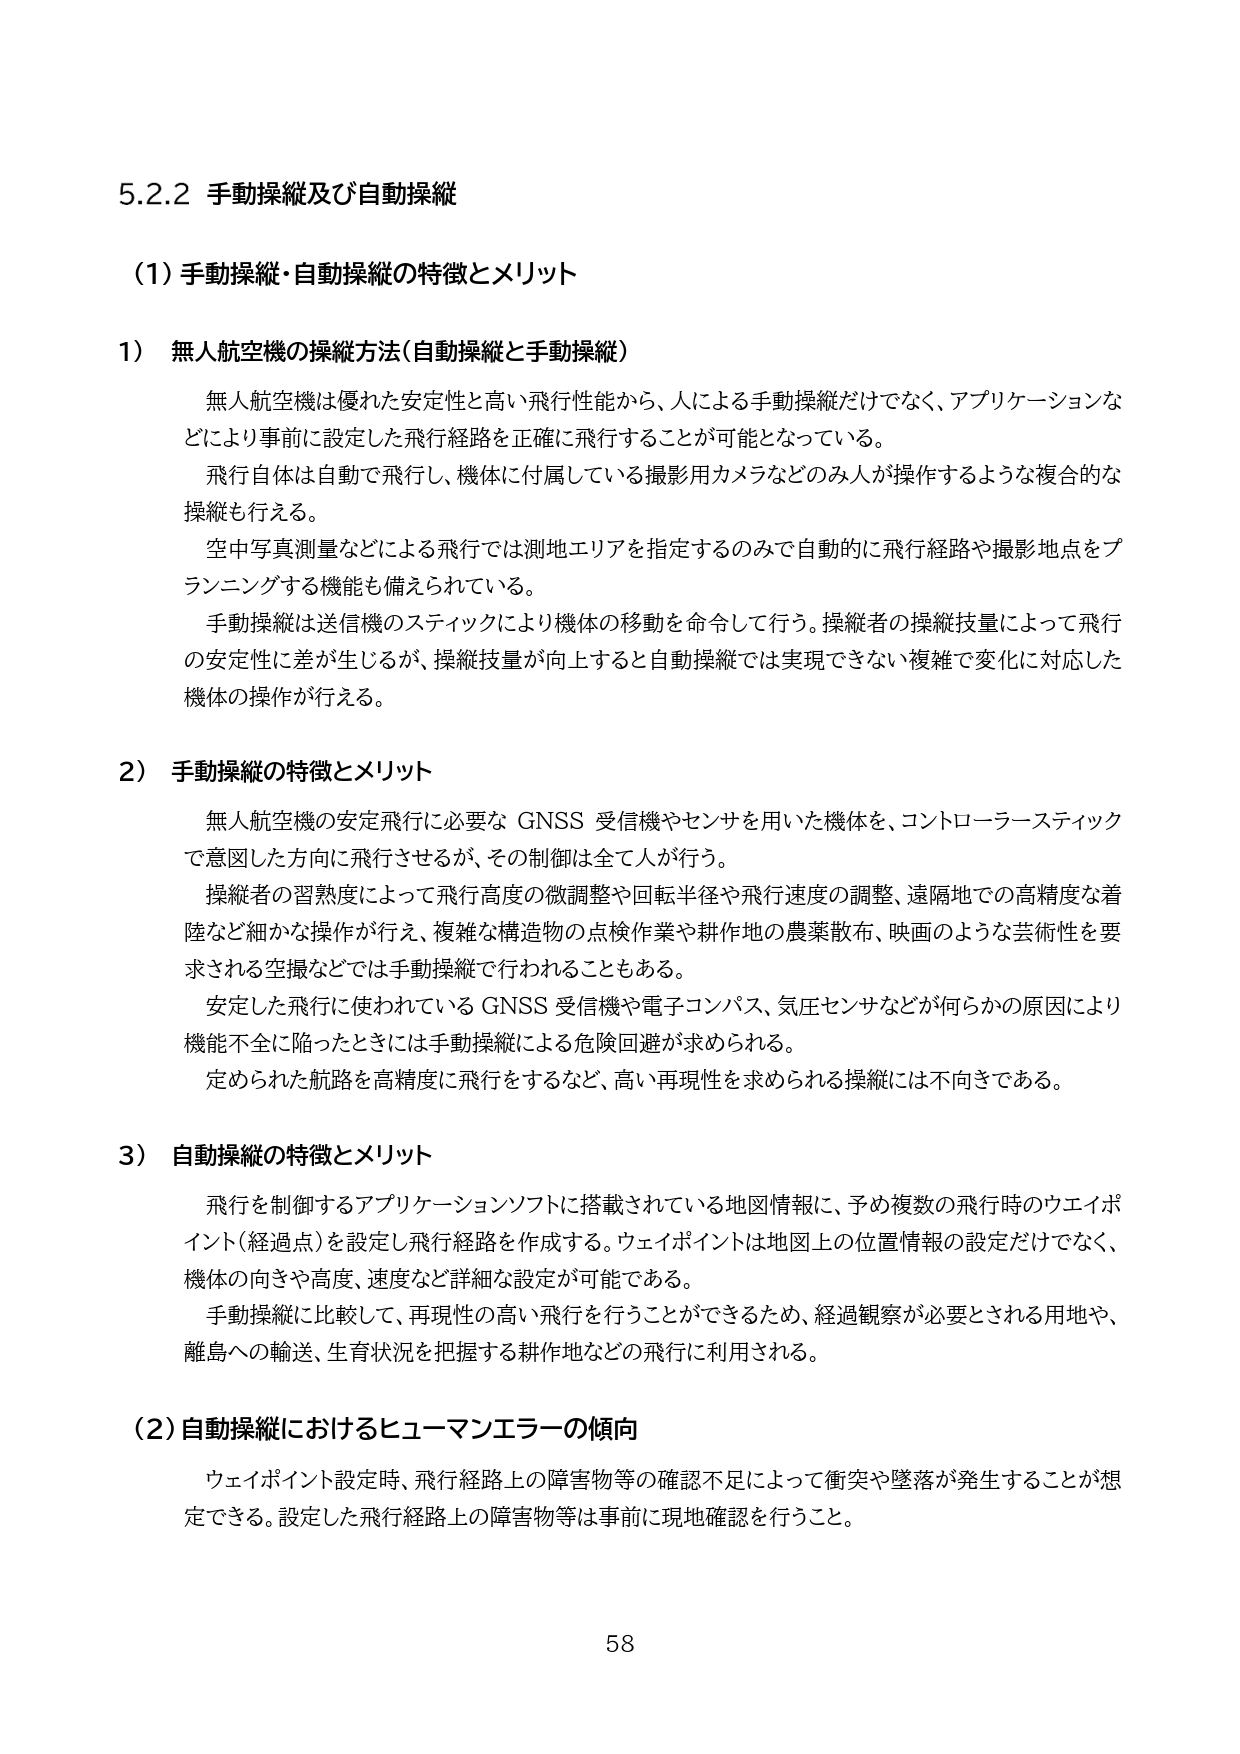 5.2.2 手動操縦及び自動操縦
（1） 手動操縦・自動操縦の特徴とメリット
1） 無人航空機の操縦方法（自動操縦と手動操縦）
無人航空機は優れた安定性と高い飛行性能から、人による手動操縦だけでなく、アプリケーションな
どにより事前に設定した飛行経路を正確に飛行することが可能となっている。
飛行自体は自動で飛行し、機体に付属している撮影用カメラなどのみ人が操作するような複合的な
操縦も行える。
空中写真測量などによる飛行では測地エリアを指定するのみで自動的に飛行経路や撮影地点をプ
ランニングする機能も備えられている。
手動操縦は送信機のスティックにより機体の移動を命令して行う。操縦者の操縦技量によって飛行
の安定性に差が生じるが、操縦技量が向上すると自動操縦では実現できない複雑で変化に対応した
機体の操作が行える。
2） 手動操縦の特徴とメリット
無人航空機の安定飛行に必要な GNSS 受信機やセンサを用いた機体を、コントローラースティック
で意図した方向に飛行させるが、その制御は全て人が行う。
操縦者の習熟度によって飛行高度の微調整や回転半径や飛行速度の調整、遠隔地での高精度な着
陸など細かな操作が行え、複雑な構造物の点検作業や耕作地の農薬散布、映画のような芸術性を要
求される空撮などでは手動操縦で行われることもある。
安定した飛行に使われている GNSS 受信機や電子コンパス、気圧センサなどが何らかの原因により
機能不全に陥ったときには手動操縦による危険回避が求められる。
定められた航路を高精度に飛行をするなど、高い再現性を求められる操縦には不向きである。
3） 自動操縦の特徴とメリット
飛行を制御するアプリケーションソフトに搭載されている地図情報に、予め複数の飛行時のウエイポ
イント（経過点）を設定し飛行経路を作成する。ウェイポイントは地図上の位置情報の設定だけでなく、
機体の向きや高度、速度など詳細な設定が可能である。
手動操縦に比較して、再現性の高い飛行を行うことができるため、経過観察が必要とされる用地や、
離島への輸送、生育状況を把握する耕作地などの飛行に利用される。
（2） 自動操縦におけるヒューマンエラーの傾向
ウェイポイント設定時、飛行経路上の障害物等の確認不足によって衝突や墜落が発生することが想
定できる。設定した飛行経路上の障害物等は事前に現地確認を行うこと。
58